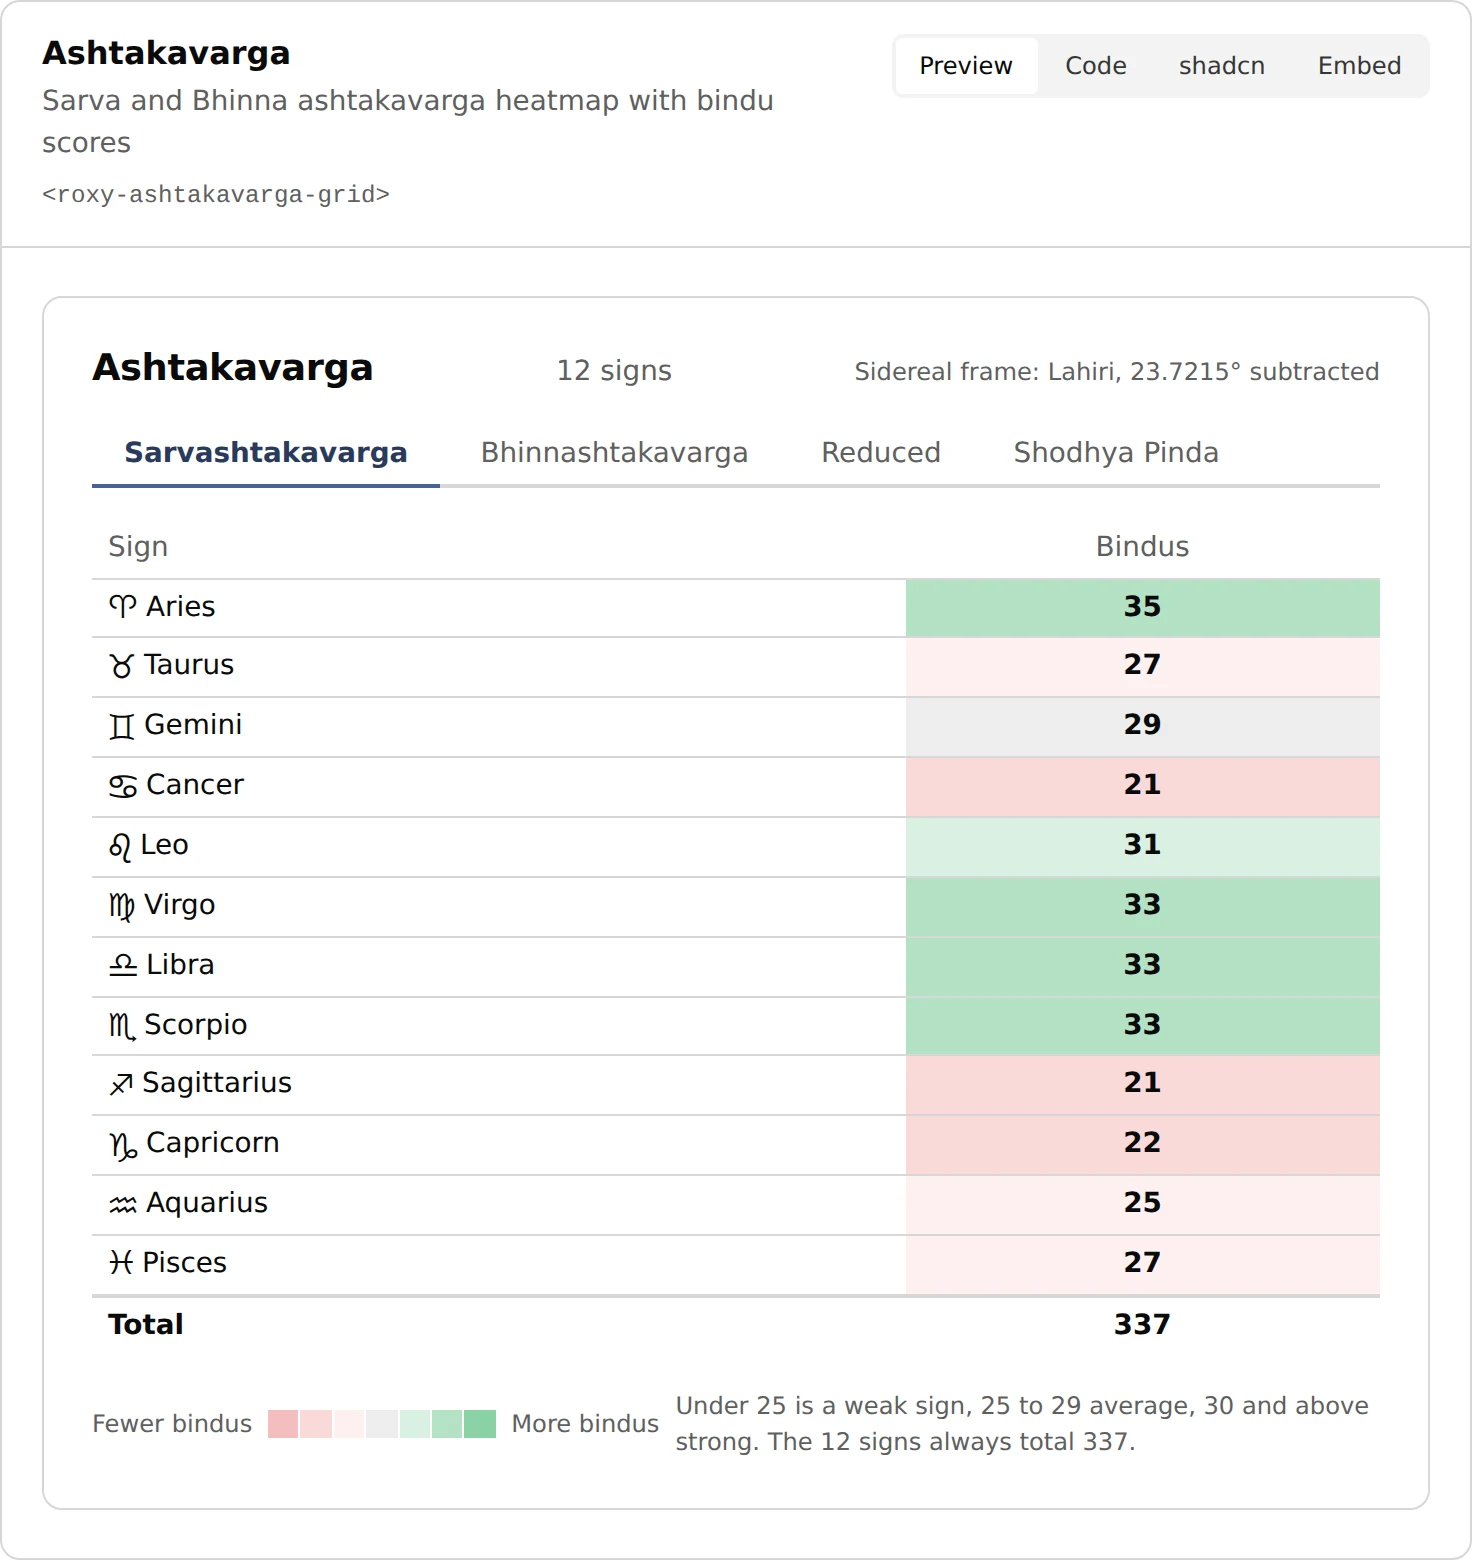 Ashtakavarga
Preview Code shadcn Embed
Sarva and Bhinna ashtakavarga heatmap with bindu
scores
<roxy-ashtakavarga-grid>
Ashtakavarga 12 signs Sidereal frame: Lahiri, 23.7215° subtracted
Sarvashtakavarga Bhinnashtakavarga Reduced Shodhya Pinda
Sign Bindus
♈ Aries 35
♉ Taurus 27
♊ Gemini 29
♋ Cancer 21
♌ Leo 31
♍ Virgo 33
♎ Libra 33
♏ Scorpio 33
♐ Sagittarius 21
♑ Capricorn 22
♒ Aquarius 25
♓ Pisces 27
Total 337
Fewer bindus More bindus
Under 25 is a weak sign, 25 to 29 average, 30 and above
strong. The 12 signs always total 337.